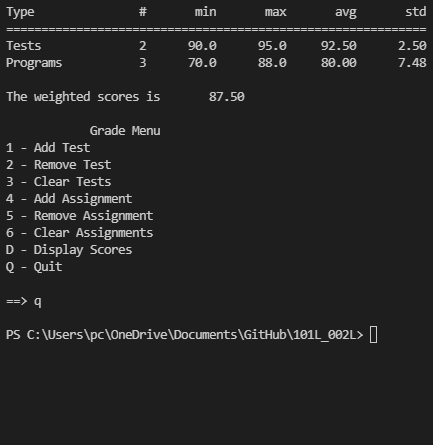 Type # min max avg std
============================================================
Tests 2 90.0 95.0 92.50 2.50
Programs 3 70.0 88.0 80.00 7.48
The weighted scores is 87.50
Grade Menu
1 - Add Test
2 - Remove Test
3 - Clear Tests
4 - Add Assignment
5 - Remove Assignment
6 - Clear Assignments
D - Display Scores
Q - Quit
==> q
PS C:\Users\pc\OneDrive\Documents\GitHub\101L_002L>